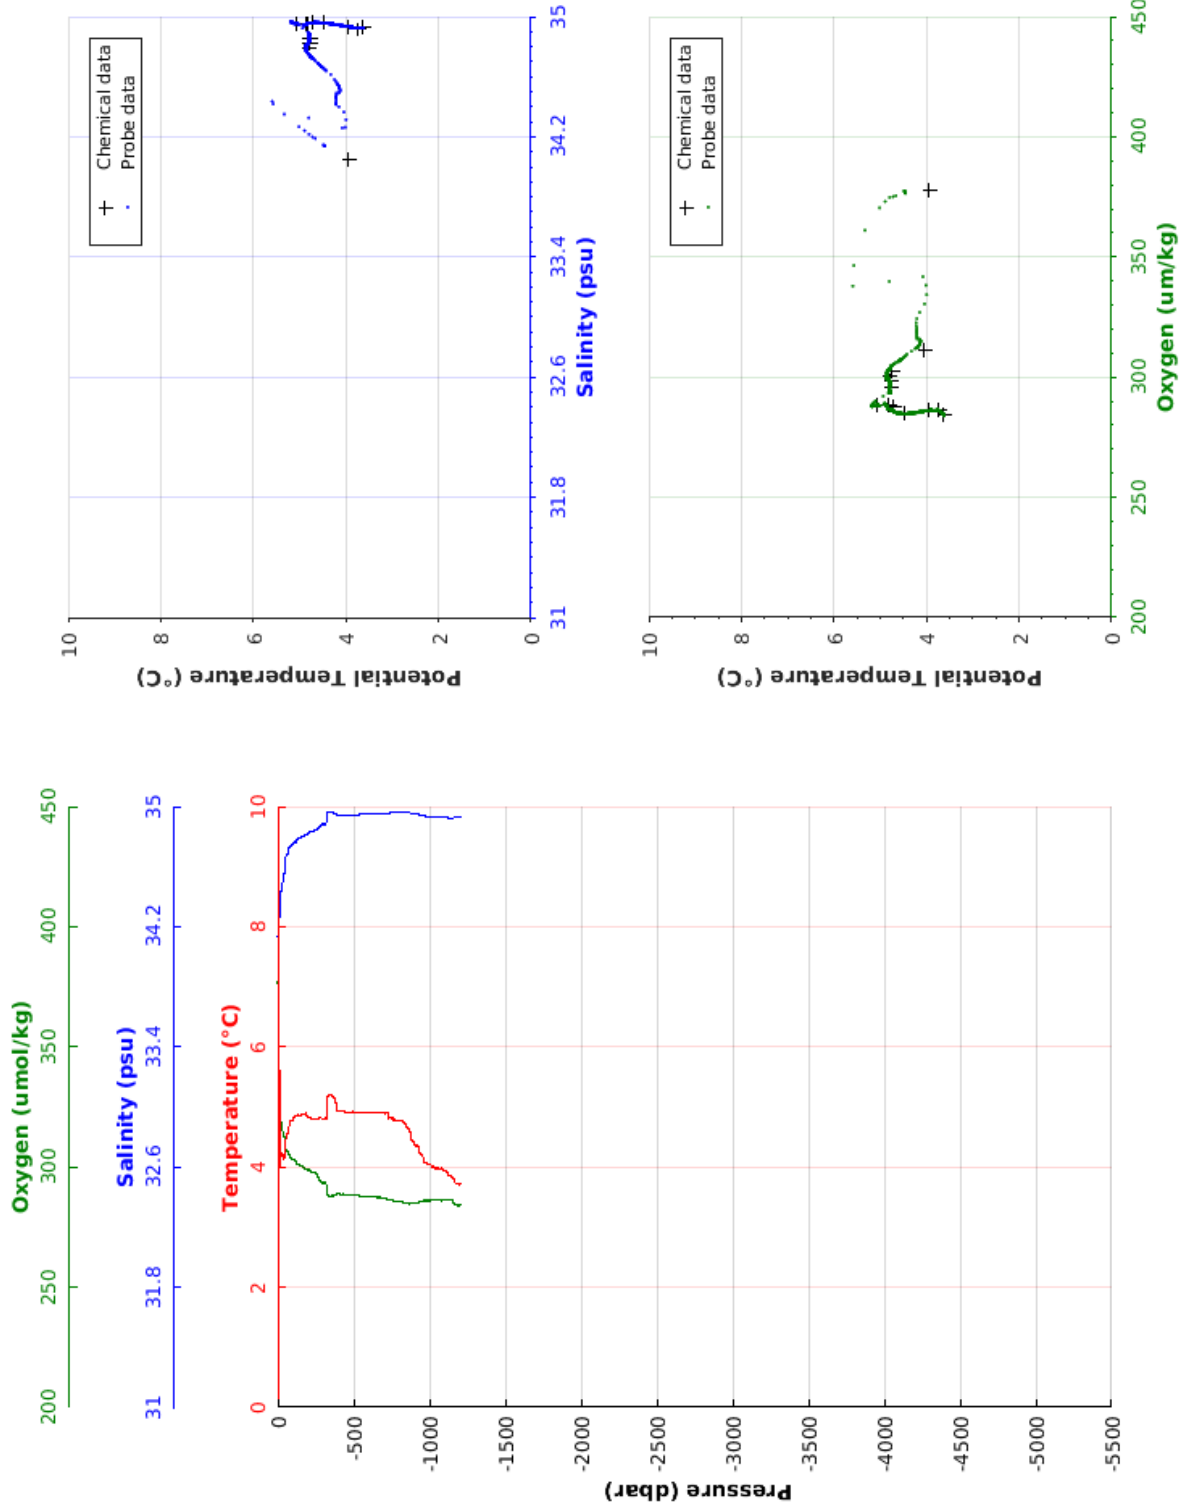 Oxygen (umol/kg)
200 250 300 350 400 450
Salinity (psu)
31 31.8 32.6 33.4 34.2 35
Temperature (°C)
0 2 4 6 8 10
Pressure (dbar)
0
-500
-1000
-1500
-2000
-2500
-3000
-3500
-4000
-4500
-5000
-5500
Potential Temperature (°C)
10
8
6
4
2
0
Chemical data
Probe data
31 31.8 32.6 33.4 34.2 35
Salinity (psu)
Potential Temperature (°C)
10
8
6
4
2
0
Chemical data
Probe data
200 250 300 350 400 450
Oxygen (um/kg)